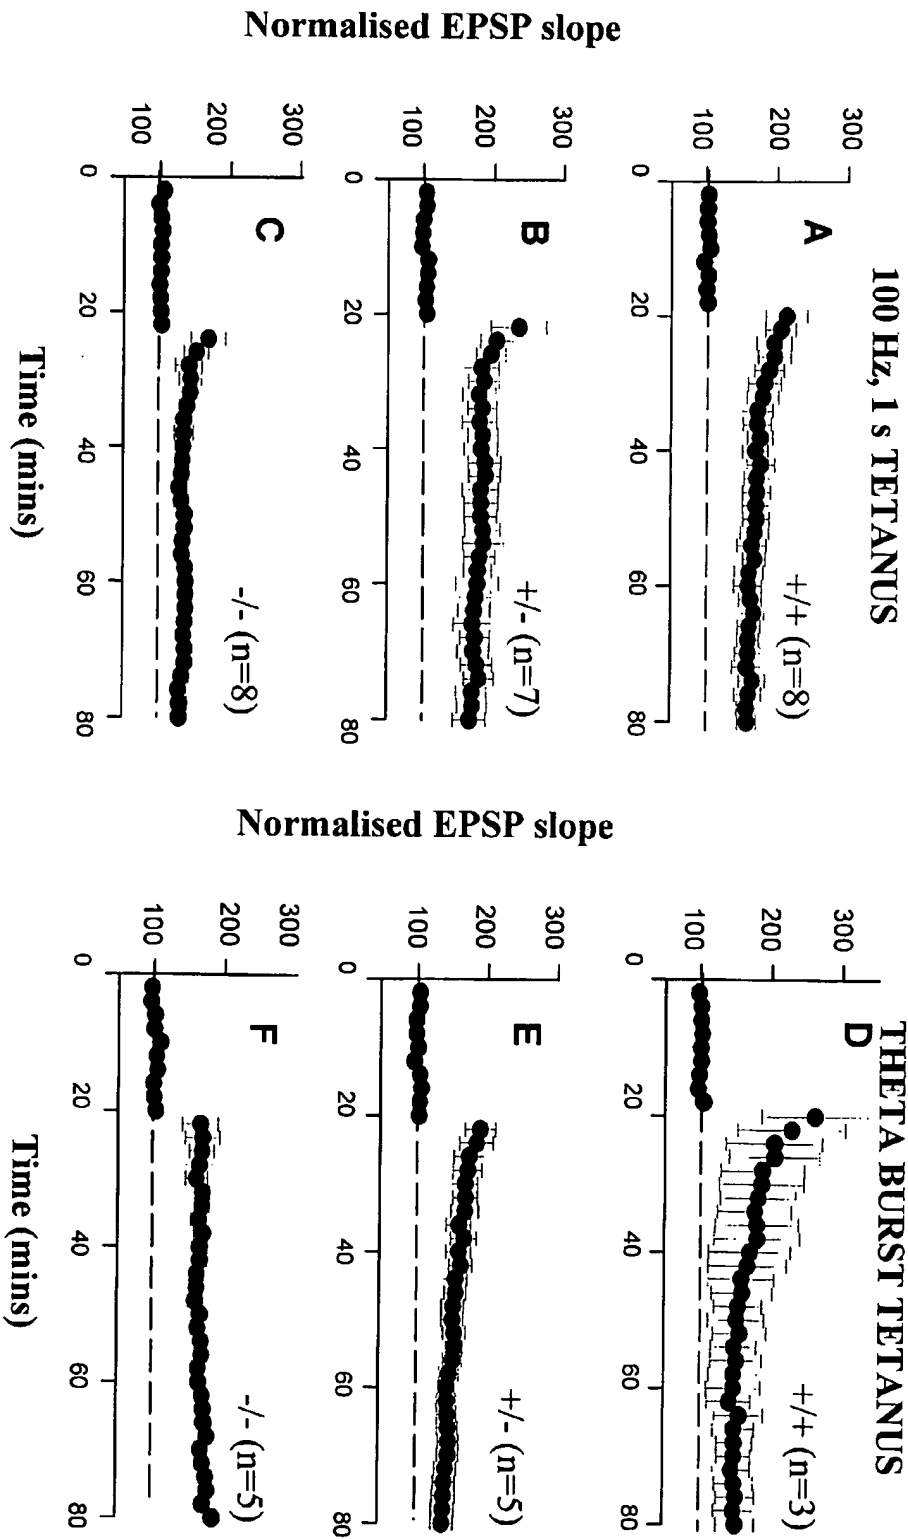 100 Hz, 1 s TETANUS
THETA BURST TETANUS
Normalised EPSP slope
300
200
100
A
+/+ (n=8)
0
20
40
60
80
300
200
100
B
+/- (n=7)
0
20
40
60
80
300
200
100
C
-/- (n=8)
0
20
40
60
80
Time (mins)
Normalised EPSP slope
300
200
100
D
+/+ (n=3)
0
20
40
60
80
300
200
100
E
+/- (n=5)
0
20
40
60
80
300
200
100
F
-/- (n=5)
0
20
40
60
80
Time (mins)